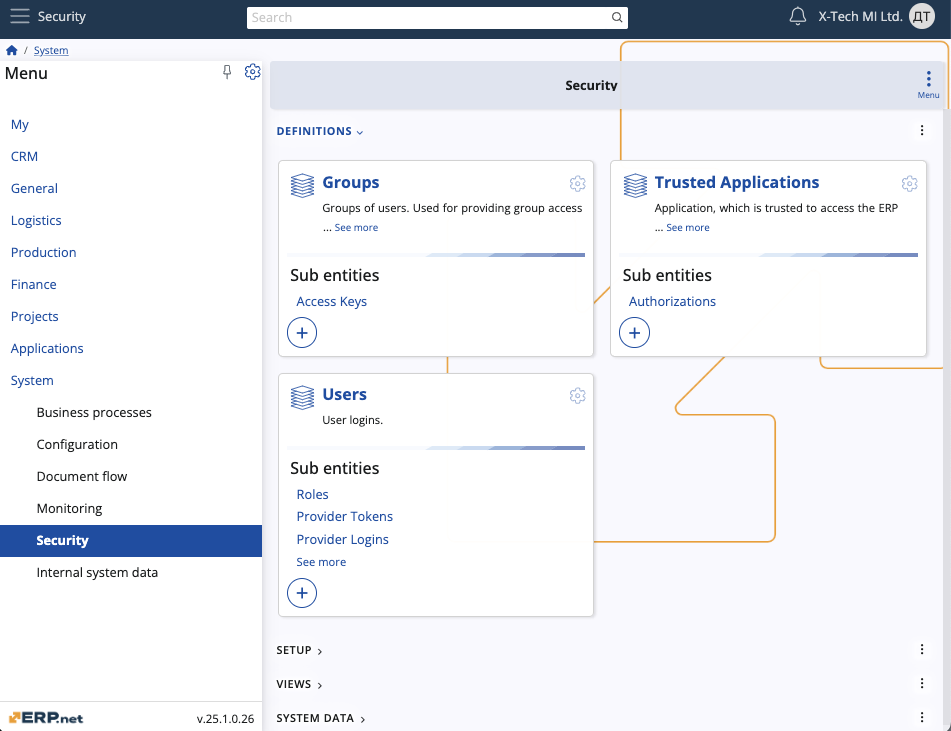 Security
Search
X-Tech MI Ltd.
ДТ
/ System
Menu
My
CRM
General
Logistics
Production
Finance
Projects
Applications
System
Business processes
Configuration
Document flow
Monitoring
Security
Internal system data
ERP.net
v.25.1.0.26
Security
Menu
DEFINITIONS
Groups
Groups of users. Used for providing group access
... See more
Sub entities
Access Keys
+
Trusted Applications
Application, which is trusted to access the ERP
... See more
Sub entities
Authorizations
+
Users
User logins.
Sub entities
Roles
Provider Tokens
Provider Logins
See more
+
SETUP
VIEWS
SYSTEM DATA